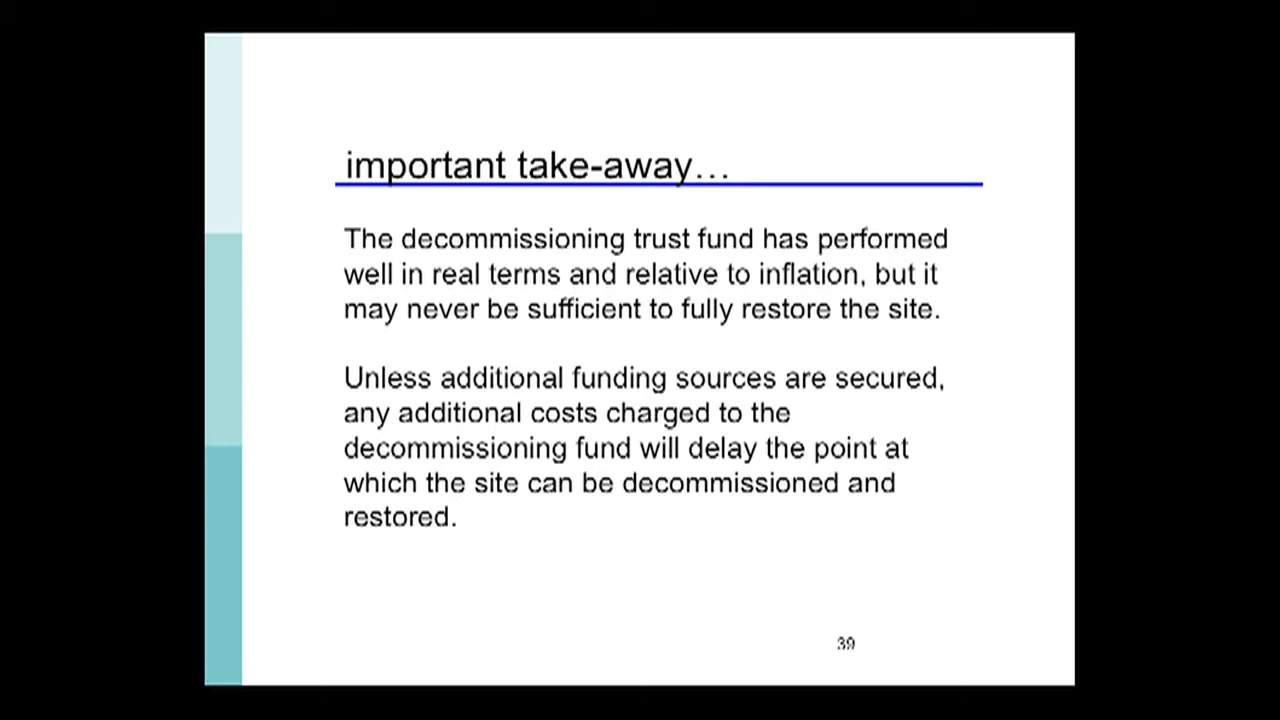 important take-away…
The decommissioning trust fund has performed
well in real terms and relative to inflation, but it
may never be sufficient to fully restore the site.
Unless additional funding sources are secured,
any additional costs charged to the
decommissioning fund will delay the point at
which the site can be decommissioned and
restored.
39